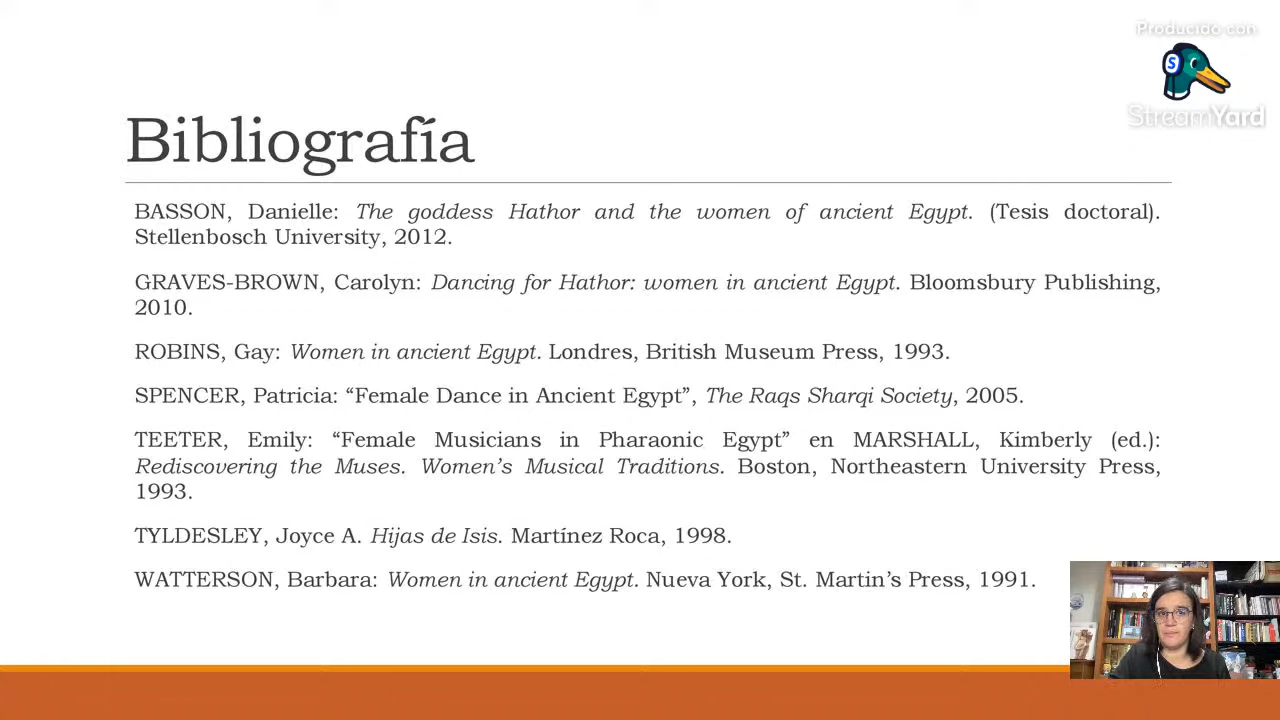 Producido con
StreamYard
Bibliografía
BASSON, Danielle: The goddess Hathor and the women of ancient Egypt. (Tesis doctoral).
Stellenbosch University, 2012.
GRAVES-BROWN, Carolyn: Dancing for Hathor: women in ancient Egypt. Bloomsbury Publishing,
2010.
ROBINS, Gay: Women in ancient Egypt. Londres, British Museum Press, 1993.
SPENCER, Patricia: “Female Dance in Ancient Egypt”, The Raqs Sharqi Society, 2005.
TEETER, Emily: “Female Musicians in Pharaonic Egypt” en MARSHALL, Kimberly (ed.):
Rediscovering the Muses. Women’s Musical Traditions. Boston, Northeastern University Press,
1993.
TYLDESLEY, Joyce A. Hijas de Isis. Martínez Roca, 1998.
WATTERSON, Barbara: Women in ancient Egypt. Nueva York, St. Martin’s Press, 1991.